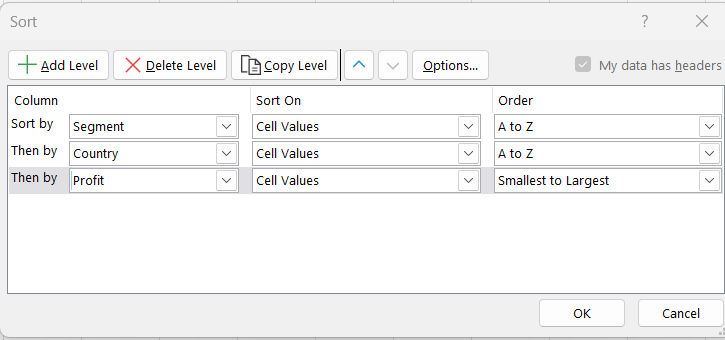 Sort ?
Add Level Delete Level Copy Level Options... My data has headers
Column Sort On Order
Sort by Segment Cell Values A to Z
Then by Country Cell Values A to Z
Then by Profit Cell Values Smallest to Largest
OK Cancel